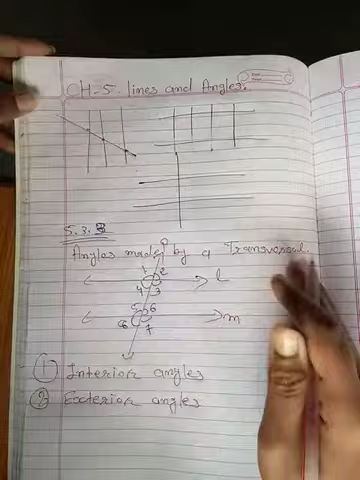 CH-5. lines and Angles.
5.3.3
Angles made by a Transversal.
P
1 2
4 3
l
5 6
8 7
m
① Interior angles
② Exterior angles